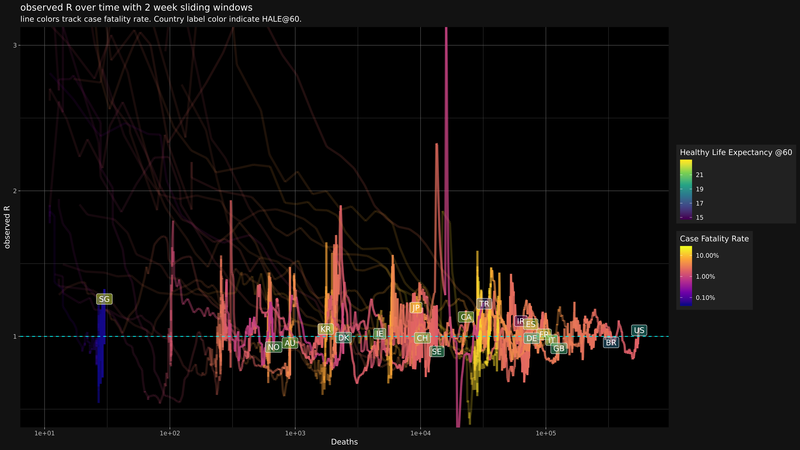 observed R over time with 2 week sliding windows
line colors track case fatality rate. Country label color indicate HALE@60.
3
2
1
observed R
SG
NO
AU
KR
DK
IE
JP
CH
SE
CA
TR
IR
ES
DE
FR
IT
GB
BR
US
1e+01
1e+02
1e+03
1e+04
1e+05
Deaths
Healthy Life Expectancy @60
21
19
17
15
Case Fatality Rate
10.00%
1.00%
0.10%